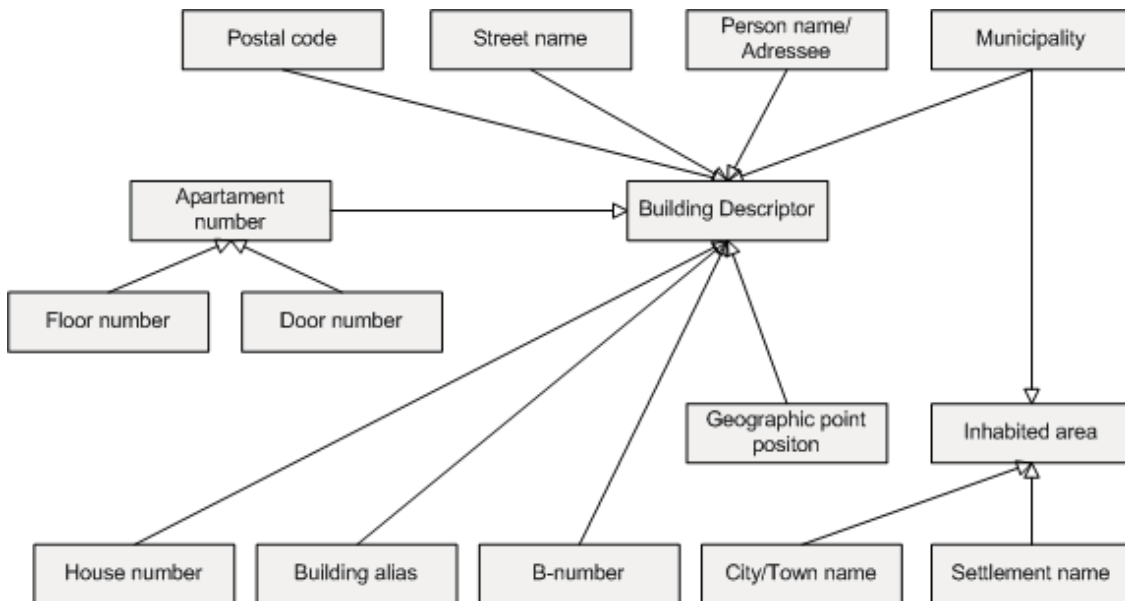 Postal code
Street name
Person name/
Adressee
Municipality
Apartament
number
Building Descriptor
Floor number
Door number
Geographic point
positon
Inhabited area
House number
Building alias
B-number
City/Town name
Settlement name